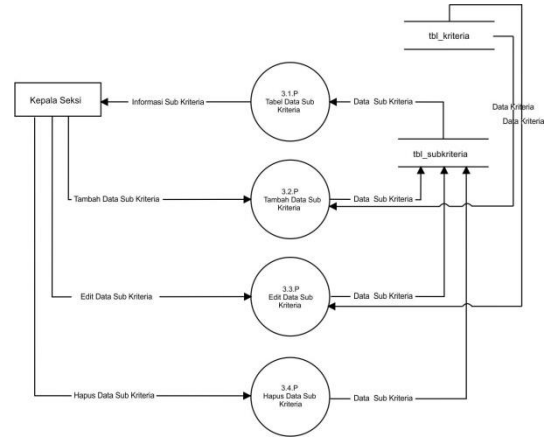 tbl_kriteria
3.1.P
Tabel Data Sub
Kriteria
Kepala Seksi
Informasi Sub Kriteria
Data Sub Kriteria
Data Kriteria
Data Kriteria
tbl_subkriteria
3.2.P
Tambah Data Sub
Kriteria
Tambah Data Sub Kriteria
Data Sub Kriteria
3.3.P
Edit Data Sub
Kriteria
Edit Data Sub Kriteria
Data Sub Kriteria
3.4.P
Hapus Data Sub
Kriteria
Hapus Data Sub Kriteria
Data Sub Kriteria